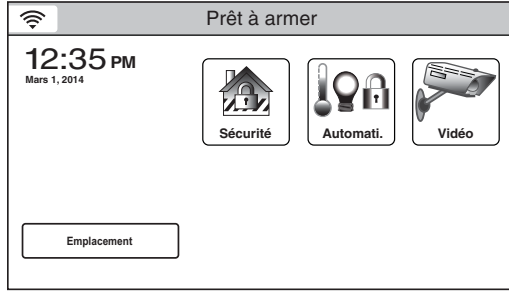 Prêt à armer
12:35 PM
Mars 1, 2014
Sécurité
Automati.
Vidéo
Emplacement